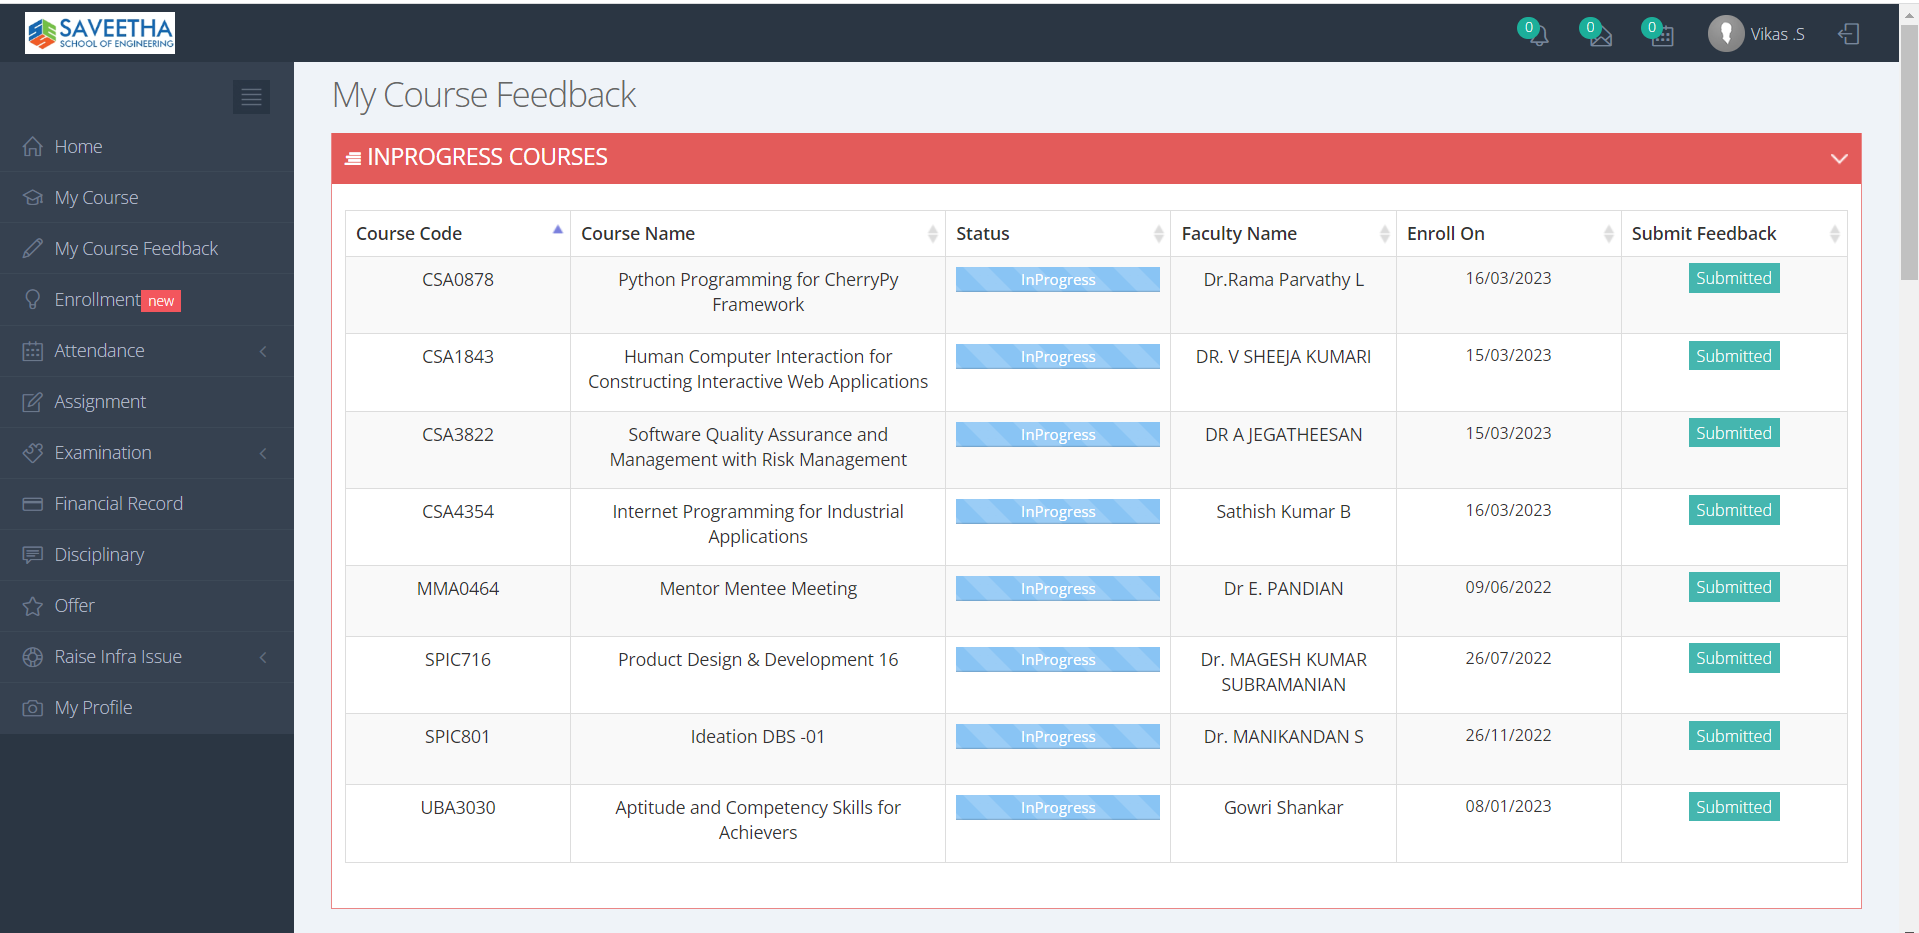 SAVEETHA
SCHOOL OF ENGINEERING
0
0
0
Vikas .S
Home
My Course
My Course Feedback
Enrollment new
Attendance
Assignment
Examination
Financial Record
Disciplinary
Offer
Raise Infra Issue
My Profile
My Course Feedback
INPROGRESS COURSES
Course Code Course Name Status Faculty Name Enroll On Submit Feedback
CSA0878 Python Programming for CherryPy InProgress Dr.Rama Parvathy L 16/03/2023 Submitted
Framework
CSA1843 Human Computer Interaction for InProgress DR. V SHEEJA KUMARI 15/03/2023 Submitted
Constructing Interactive Web Applications
CSA3822 Software Quality Assurance and InProgress DR A JEGATHEESAN 15/03/2023 Submitted
Management with Risk Management
CSA4354 Internet Programming for Industrial InProgress Sathish Kumar B 16/03/2023 Submitted
Applications
MMA0464 Mentor Mentee Meeting InProgress Dr E. PANDIAN 09/06/2022 Submitted
SPIC716 Product Design & Development 16 InProgress Dr. MAGESH KUMAR 26/07/2022 Submitted
SUBRAMANIAN
SPIC801 Ideation DBS -01 InProgress Dr. MANIKANDAN S 26/11/2022 Submitted
UBA3030 Aptitude and Competency Skills for InProgress Gowri Shankar 08/01/2023 Submitted
Achievers